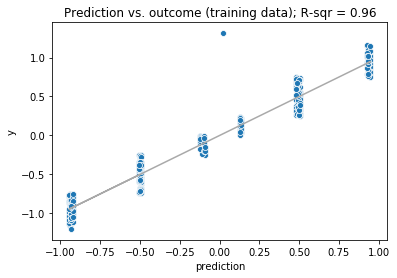 Prediction vs. outcome (training data); R-sqr = 0.96
1.0
0.5
0.0
−0.5
−1.0
y
−1.00 −0.75 −0.50 −0.25 0.00 0.25 0.50 0.75 1.00
prediction